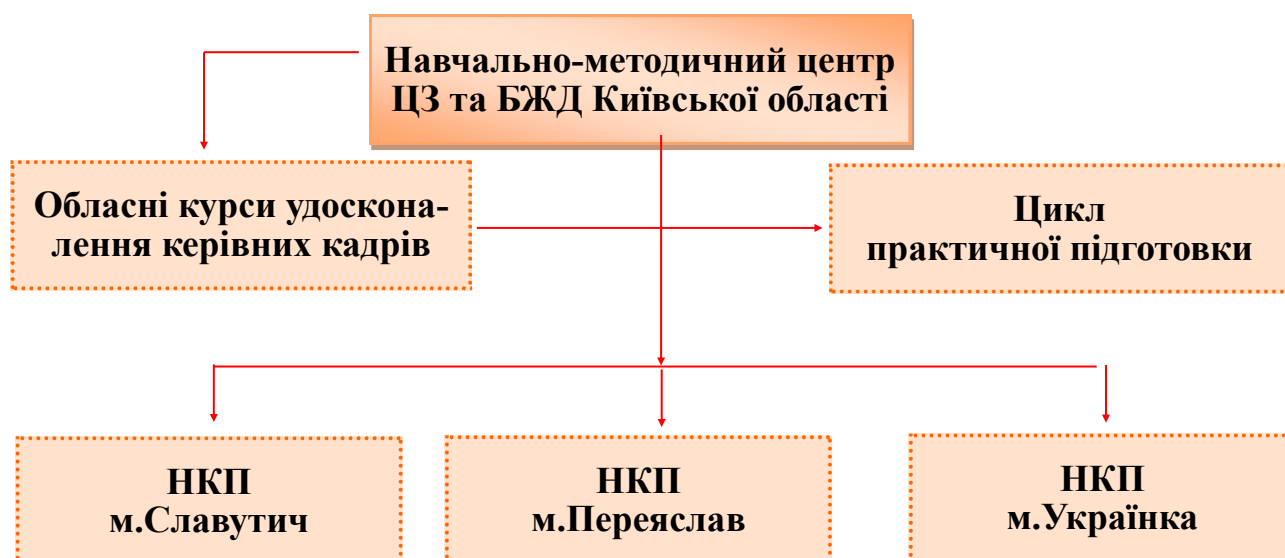 Навчально-методичний центр
ЦЗ та БЖД Київської області
Обласні курси удоскона-
лення керівних кадрів
Цикл
практичної підготовки
НКП
м.Славутич
НКП
м.Переяслав
НКП
м.Українка